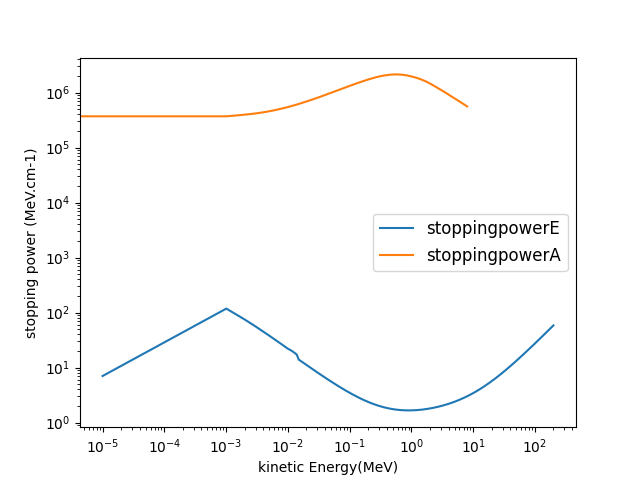 10^6
10^5
10^4
10^3
10^2
10^1
10^0
stopping power (MeV.cm-1)
stoppingpowerE
stoppingpowerA
10^-5 10^-4 10^-3 10^-2 10^-1 10^0 10^1 10^2
kinetic Energy(MeV)